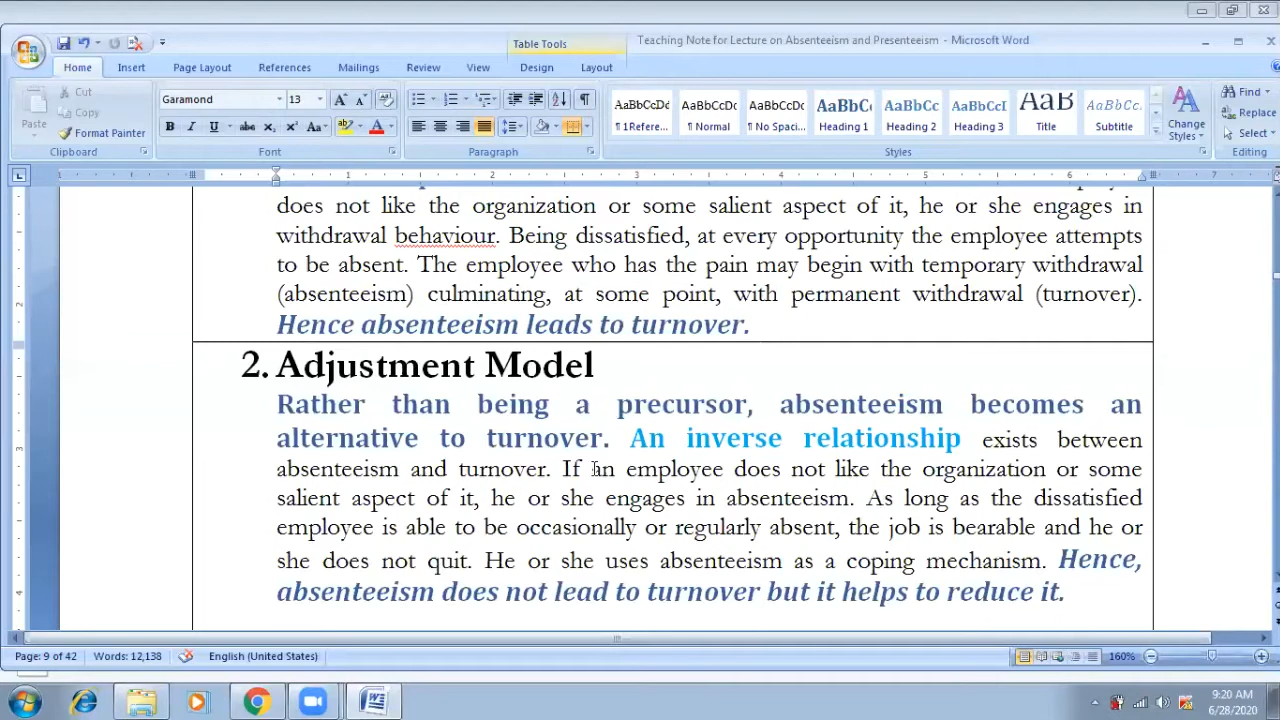 Table Tools
Teaching Note for Lecture on Absenteeism and Presenteeism - Microsoft Word
Home Insert Page Layout References Mailings Review View Design Layout
Cut
Copy
Paste
Format Painter
Garamond 13
AaBbCcDd AaBbCcDc AaBbCcDc AaBbC AaBbCc AaBbCcI AaB AaBbCc.
¶ 1Refere... ¶ Normal ¶ No Spaci... Heading 1 Heading 2 Heading 3 Title Subtitle
Change
Styles
Find
Replace
Select
Clipboard Font Paragraph Styles Editing
does not like the organization or some salient aspect of it, he or she engages in
withdrawal behaviour. Being dissatisfied, at every opportunity the employee attempts
to be absent. The employee who has the pain may begin with temporary withdrawal
(absenteeism) culminating, at some point, with permanent withdrawal (turnover).
Hence absenteeism leads to turnover.
2. Adjustment Model
Rather than being a precursor, absenteeism becomes an
alternative to turnover. An inverse relationship exists between
absenteeism and turnover. If an employee does not like the organization or some
salient aspect of it, he or she engages in absenteeism. As long as the dissatisfied
employee is able to be occasionally or regularly absent, the job is bearable and he or
she does not quit. He or she uses absenteeism as a coping mechanism. Hence,
absenteeism does not lead to turnover but it helps to reduce it.
Page: 9 of 42 Words: 12,138 English (United States) 160%
9:20 AM
6/28/2020